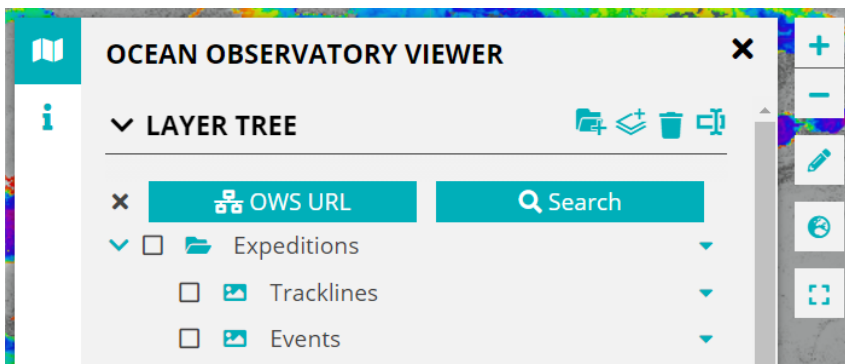 OCEAN OBSERVATORY VIEWER
LAYER TREE
OWS URL
Search
Expeditions
Tracklines
Events